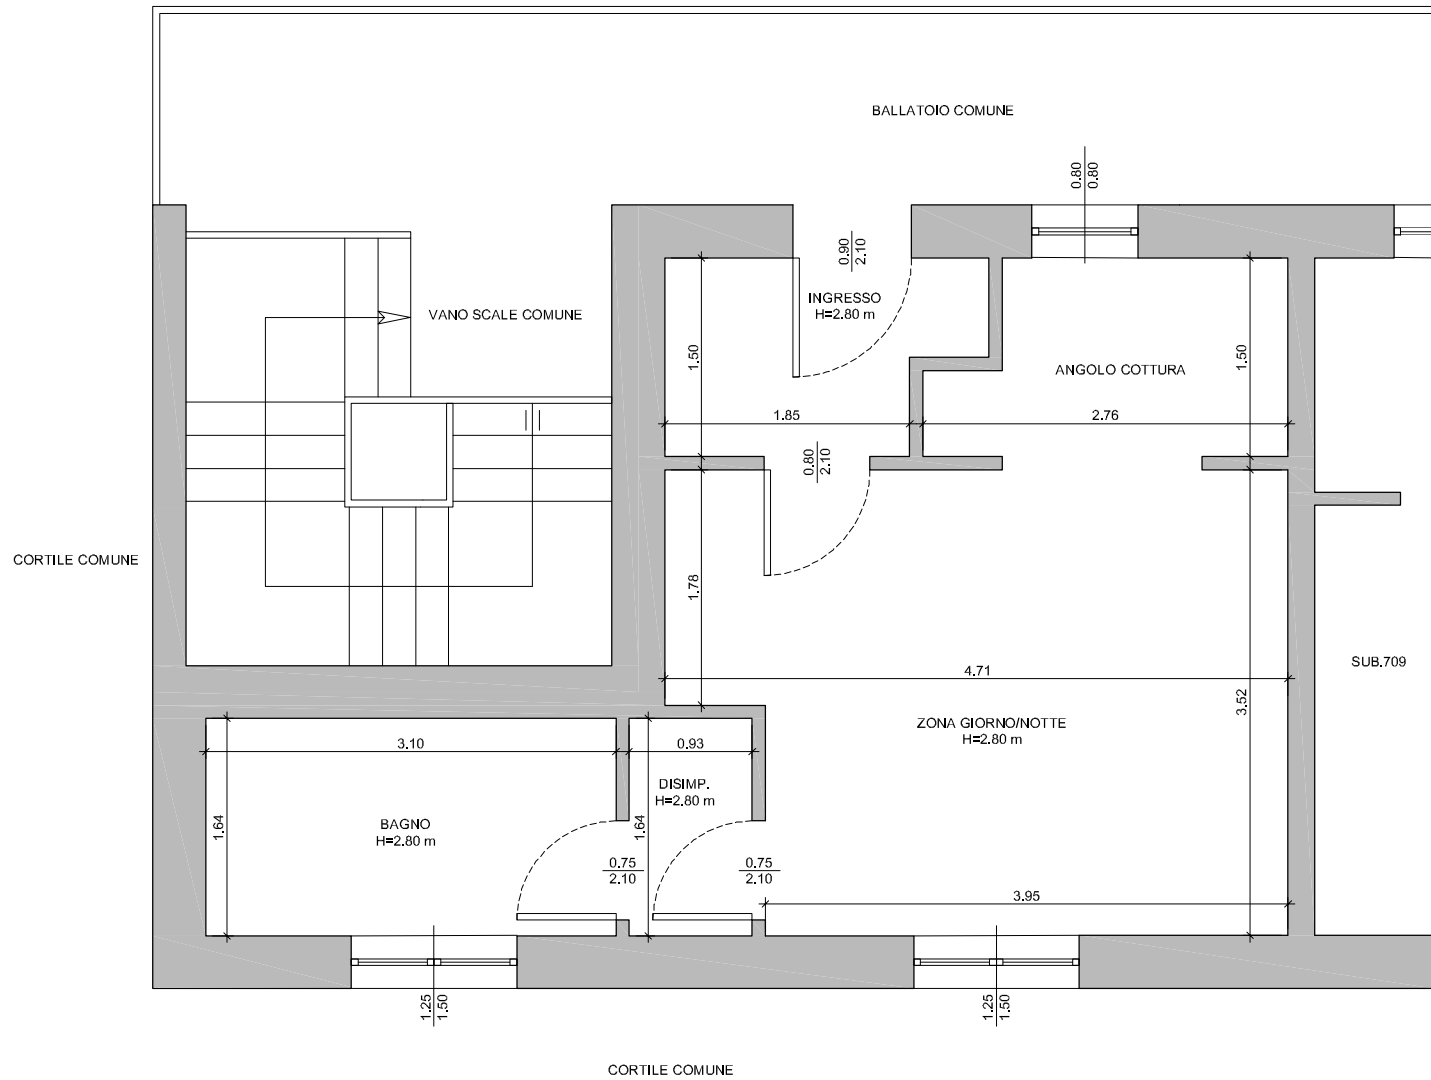 BALLATOIO COMUNE
0.80
0.80
0.90
2.10
INGRESSO
H=2.80 m
VANO SCALE COMUNE
1.50
ANGOLO COTTURA
1.50
1.85
2.76
0.80
2.10
CORTILE COMUNE
1.78
4.71
SUB.709
3.52
ZONA GIORNO/NOTTE
H=2.80 m
3.10
0.93
DISIMP.
H=2.80 m
1.64
BAGNO
H=2.80 m
1.64
0.75
2.10
0.75
2.10
3.95
1.25
1.50
1.25
1.50
CORTILE COMUNE